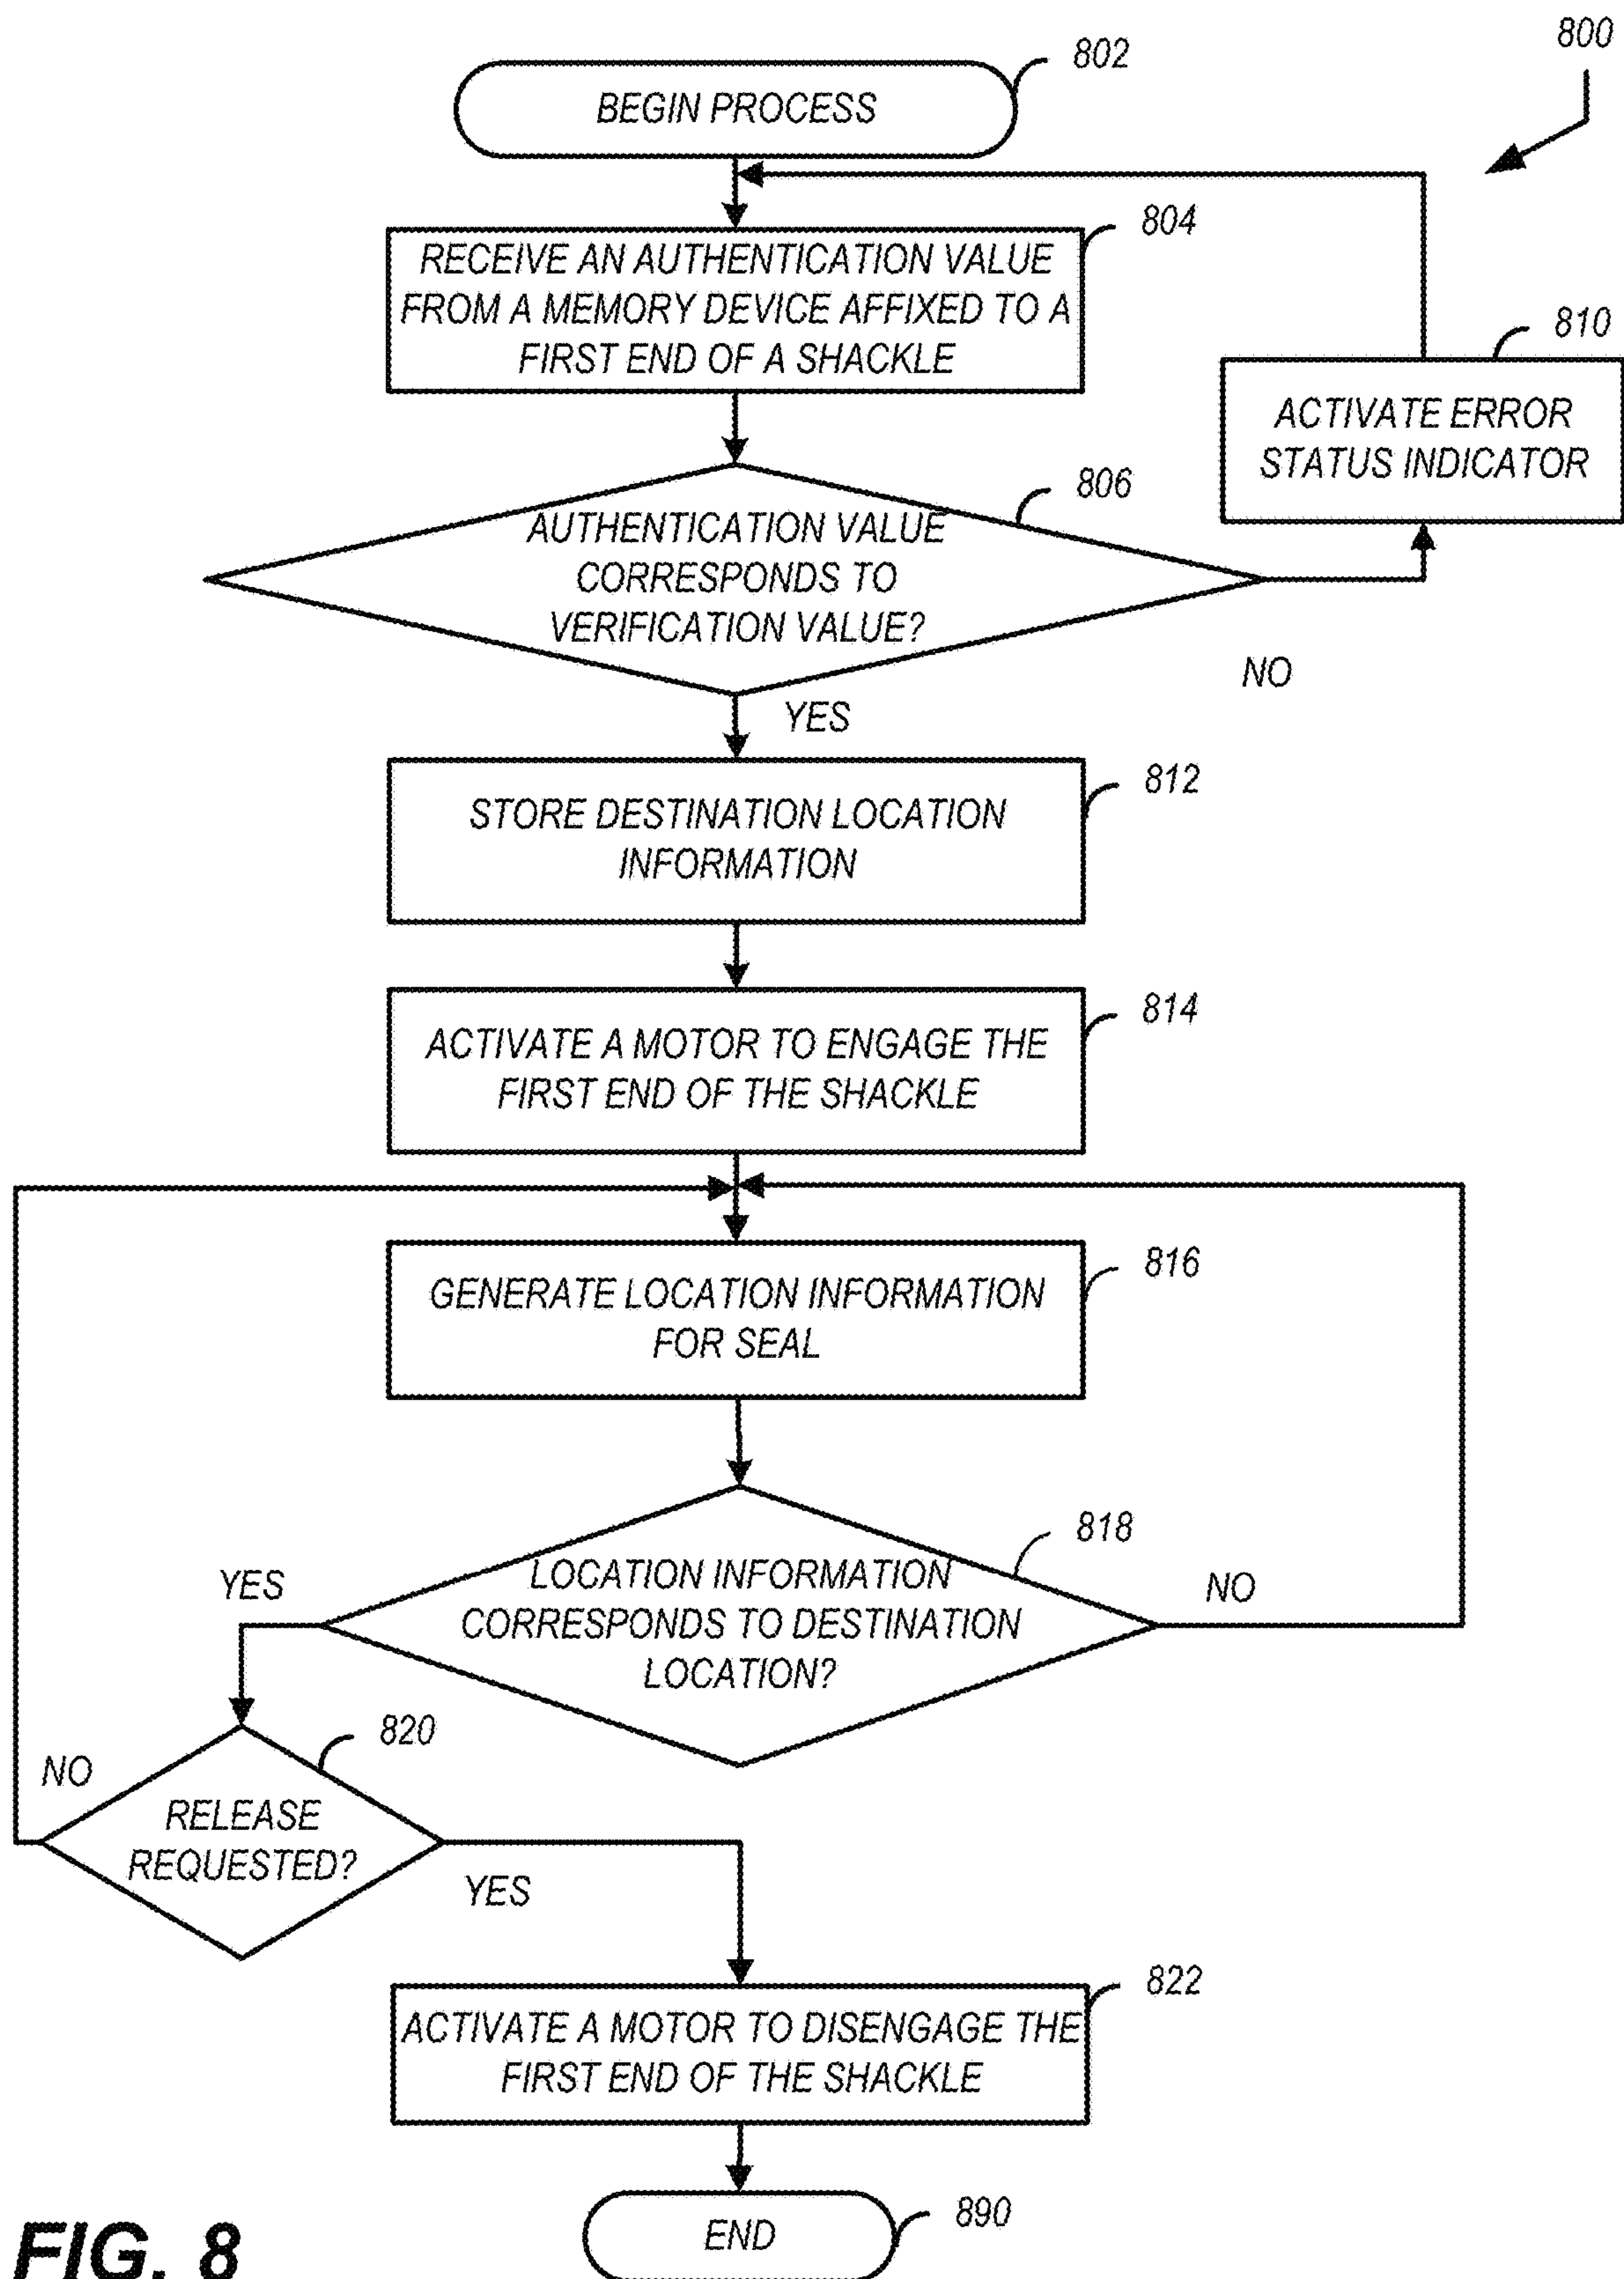 800
802
BEGIN PROCESS
804
RECEIVE AN AUTHENTICATION VALUE
FROM A MEMORY DEVICE AFFIXED TO A
FIRST END OF A SHACKLE
810
ACTIVATE ERROR
STATUS INDICATOR
806
AUTHENTICATION VALUE
CORRESPONDS TO
VERIFICATION VALUE?
NO
YES
812
STORE DESTINATION LOCATION
INFORMATION
814
ACTIVATE A MOTOR TO ENGAGE THE
FIRST END OF THE SHACKLE
816
GENERATE LOCATION INFORMATION
FOR SEAL
818
LOCATION INFORMATION
CORRESPONDS TO DESTINATION
LOCATION?
YES
NO
820
RELEASE
REQUESTED?
NO
YES
822
ACTIVATE A MOTOR TO DISENGAGE THE
FIRST END OF THE SHACKLE
890
END
FIG. 8